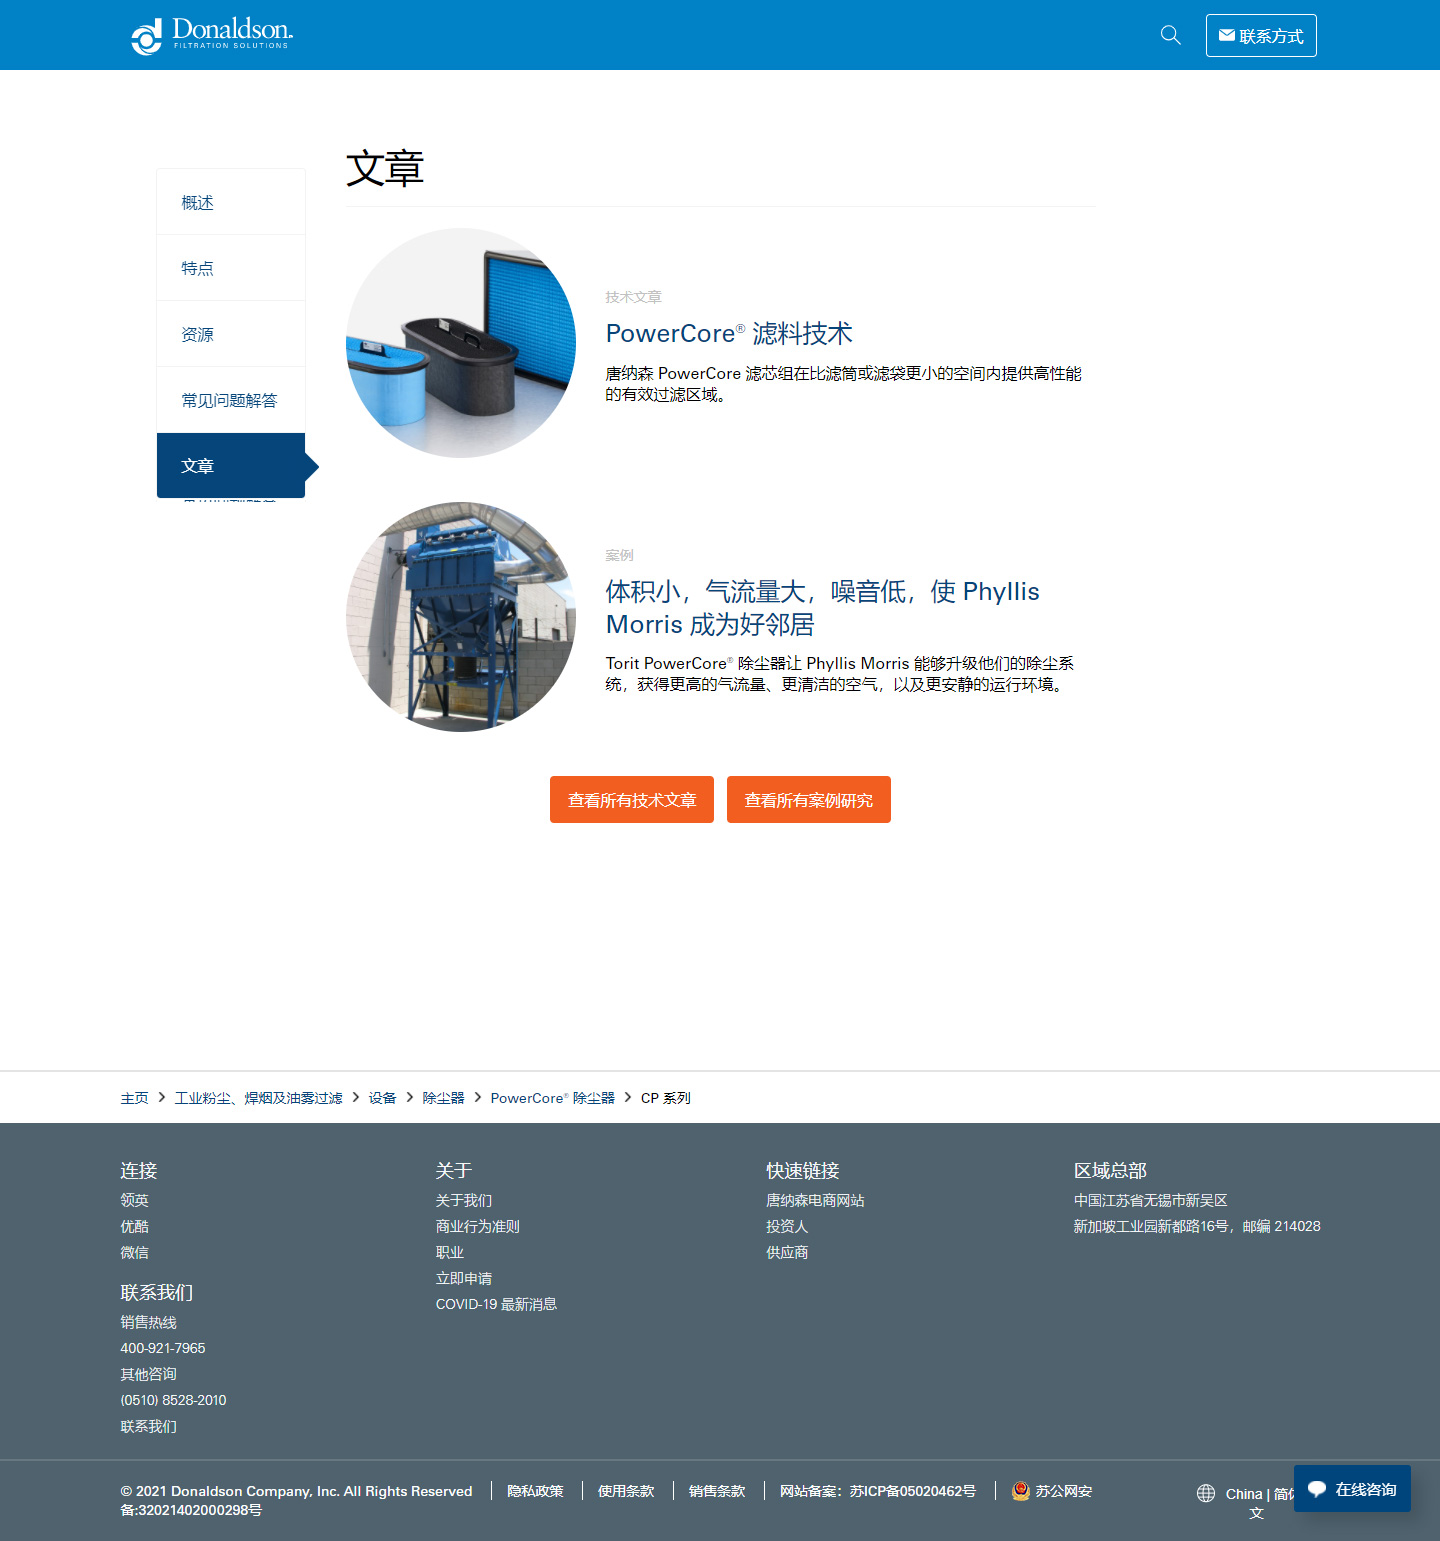 Donaldson.
FILTRATION SOLUTIONS
联系方式
文章
概述
特点
资源
常见问题解答
文章
技术文章
PowerCore® 滤料技术
唐纳森 PowerCore 滤芯组在比滤筒或滤袋更小的空间内提供高性能
的有效过滤区域。
案例
体积小，气流量大，噪音低，使 Phyllis
Morris 成为好邻居
Torit PowerCore® 除尘器让 Phyllis Morris 能够升级他们的除尘系
统，获得更高的气流量、更清洁的空气，以及更安静的运行环境。
查看所有技术文章
查看所有案例研究
主页 > 工业粉尘、焊烟及油雾过滤 > 设备 > 除尘器 > PowerCore® 除尘器 > CP 系列
连接
领英
优酷
微信
联系我们
销售热线
400-921-7965
其他咨询
(0510) 8528-2010
联系我们
关于
关于我们
商业行为准则
职业
立即申请
COVID-19 最新消息
快速链接
唐纳森电商网站
投资人
供应商
区域总部
中国江苏省无锡市新吴区
新加坡工业园新都路16号，邮编 214028
© 2021 Donaldson Company, Inc. All Rights Reserved | 隐私政策 | 使用条款 | 销售条款 | 网站备案：苏ICP备05020462号 | 苏公网安
备:32021402000298号
China | 简
文
在线咨询